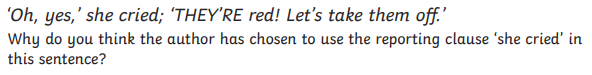 ‘Oh, yes,’ she cried; ‘THEY’RE red! Let’s take them off.’
Why do you think the author has chosen to use the reporting clause ‘she cried’ in
this sentence?